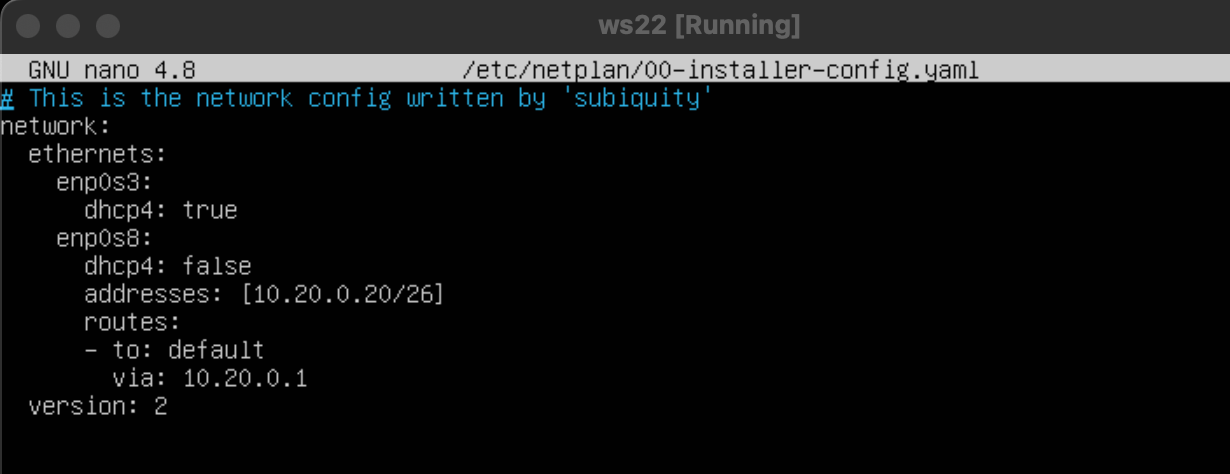 ws22 [Running]
GNU nano 4.8 /etc/netplan/00-installer-config.yaml
# This is the network config written by 'subiquity'
network:
  ethernets:
    enp0s3:
      dhcp4: true
    enp0s8:
      dhcp4: false
      addresses: [10.20.0.20/26]
      routes:
      - to: default
        via: 10.20.0.1
  version: 2